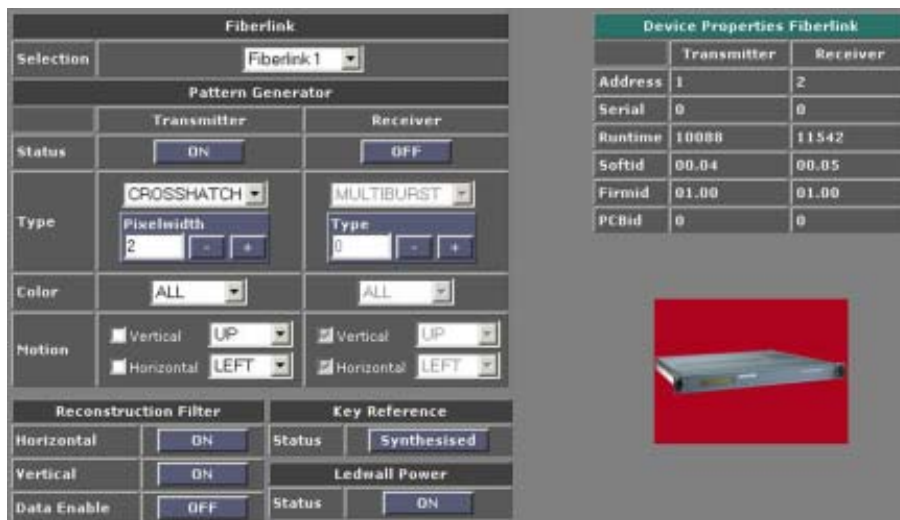 Fiberlink
Selection Fiberlink 1
Pattern Generator
Transmitter Receiver
Status ON OFF
Type CROSSHATCH MULTIBURST
Pixelwidth Type
2 - + 0 - +
Color ALL ALL
Motion Vertical UP Vertical UP
Horizontal LEFT Horizontal LEFT
Reconstruction Filter Key Reference
Horizontal ON Status Synthesised
Vertical ON Ledwall Power
Data Enable OFF Status ON
Device Properties Fiberlink
Transmitter Receiver
Address 1 2
Serial 0 0
Runtime 10088 11542
Softid 00.04 00.05
Firmid 01.00 01.00
PCBid 0 0